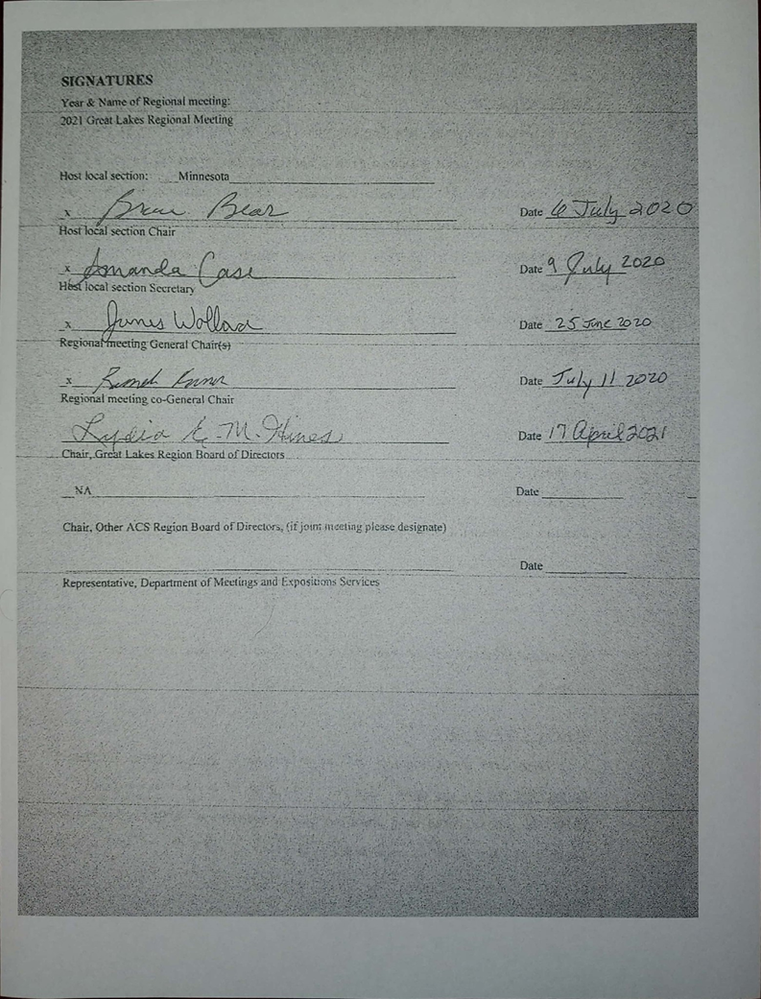 SIGNATURES
Year & Name of Regional meeting:
2021 Great Lakes Regional Meeting
Host local section: Minnesota
x Bear Date 6 July 2020
Host local section Chair
x Amanda Case Date 9 July 2020
Host local section Secretary
x James Wollack Date 25 June 2020
Regional meeting General Chair(s)
x Date July 11 2020
Regional meeting co-General Chair
Lydia E. M. Hines Date 17 April 2021
Chair, Great Lakes Region Board of Directors
NA Date
Chair, Other ACS Region Board of Directors, (if joint meeting please designate)
Date
Representative, Department of Meetings and Expositions Services